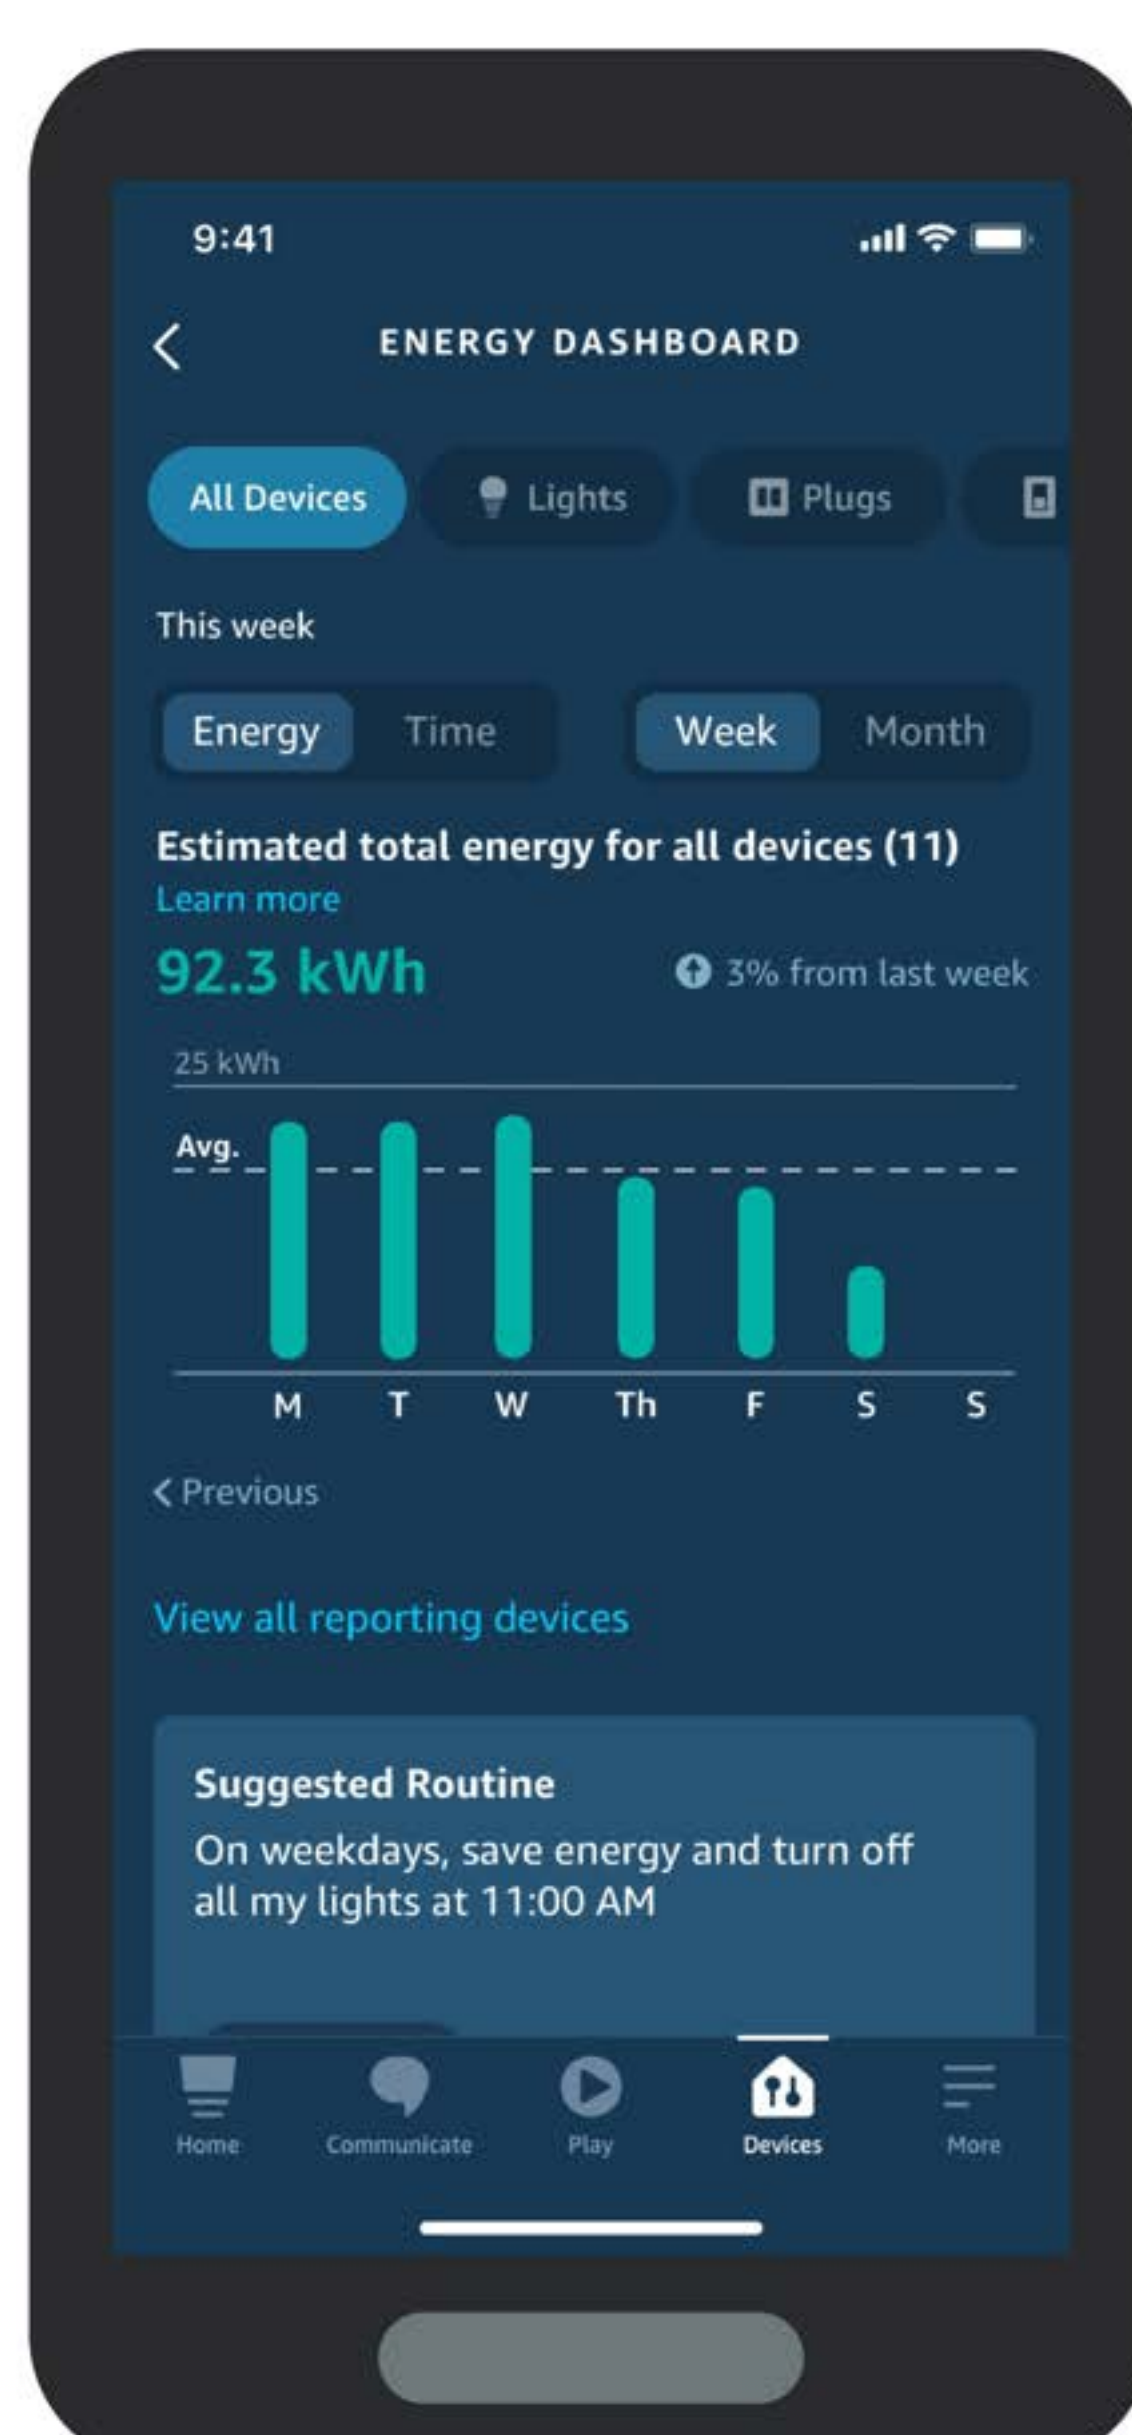 9:41
ENERGY DASHBOARD
All Devices
Lights
Plugs
This week
Energy
Time
Week
Month
Estimated total energy for all devices (11)
Learn more
92.3 kWh
3% from last week
25 kWh
Avg.
M T W Th F S S
Previous
View all reporting devices
Suggested Routine
On weekdays, save energy and turn off
all my lights at 11:00 AM
Home
Communicate
Play
Devices
More